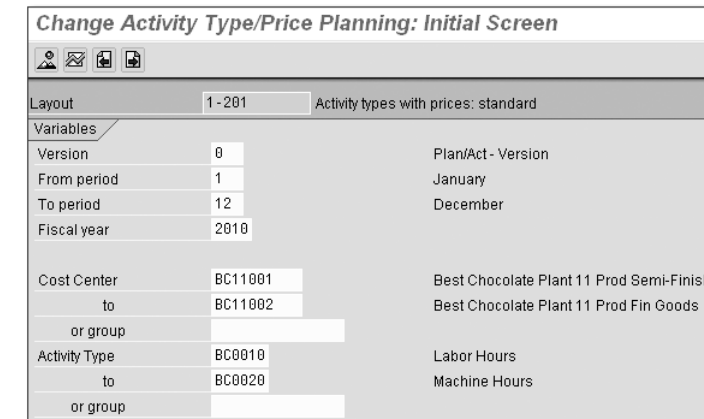 Change Activity Type/Price Planning: Initial Screen
Layout 1-201 Activity types with prices: standard
Variables
Version 0 Plan/Act - Version
From period 1 January
To period 12 December
Fiscal year 2010
Cost Center BC11001 Best Chocolate Plant 11 Prod Semi-Finis
to BC11002 Best Chocolate Plant 11 Prod Fin Goods
or group
Activity Type BC0010 Labor Hours
to BC0020 Machine Hours
or group